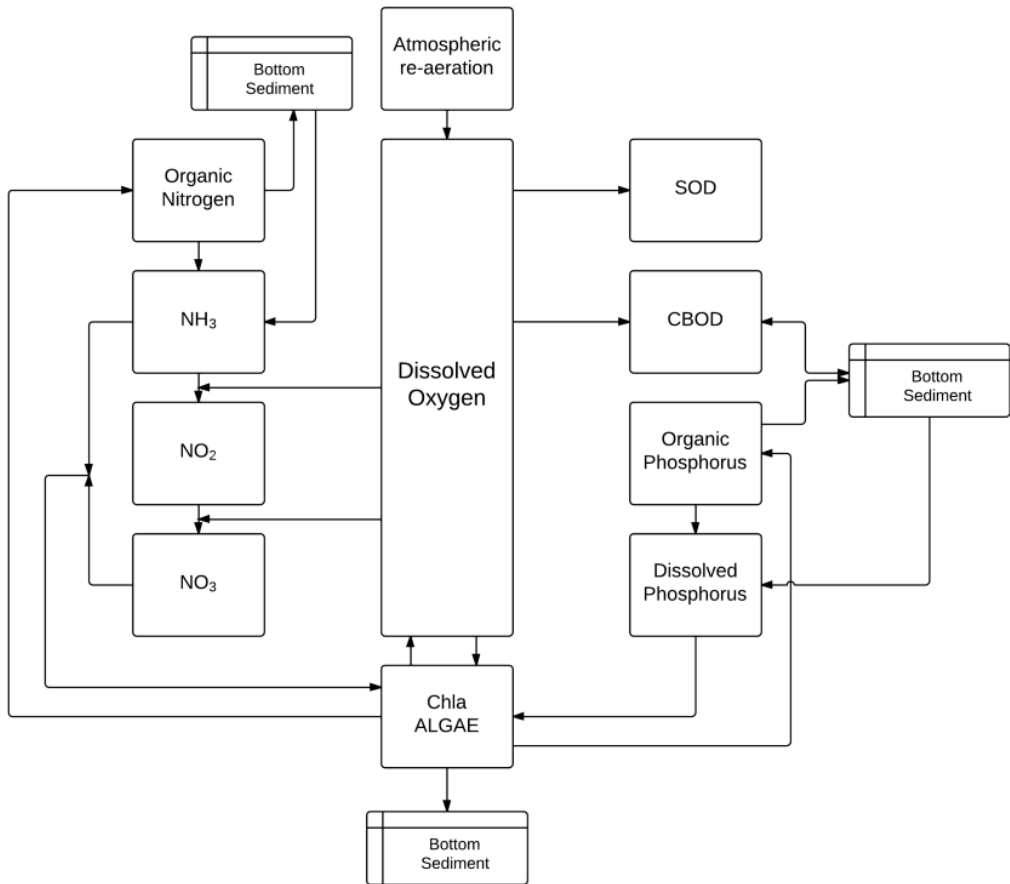 Atmospheric
re-aeration
Bottom
Sediment
Organic
Nitrogen
SOD
NH₃
CBOD
Dissolved
Oxygen
Bottom
Sediment
NO₂
Organic
Phosphorus
NO₃
Dissolved
Phosphorus
Chla
ALGAE
Bottom
Sediment